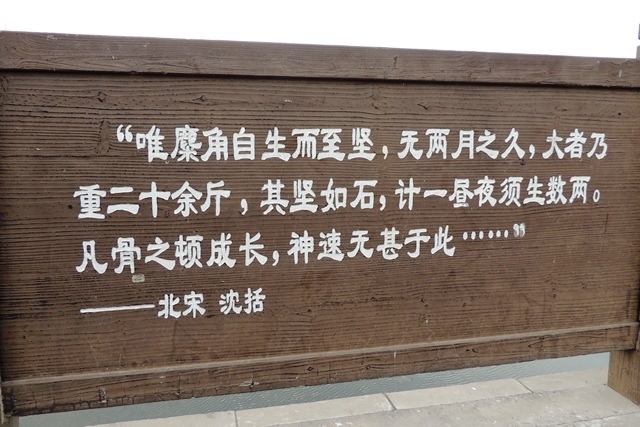 “唯麋角自生而至坚,无两月之久,大者乃
重二十余斤,其坚如石,计一昼夜须生数两。
凡骨之顿成长,神速无甚于此……”
——北宋 沈括